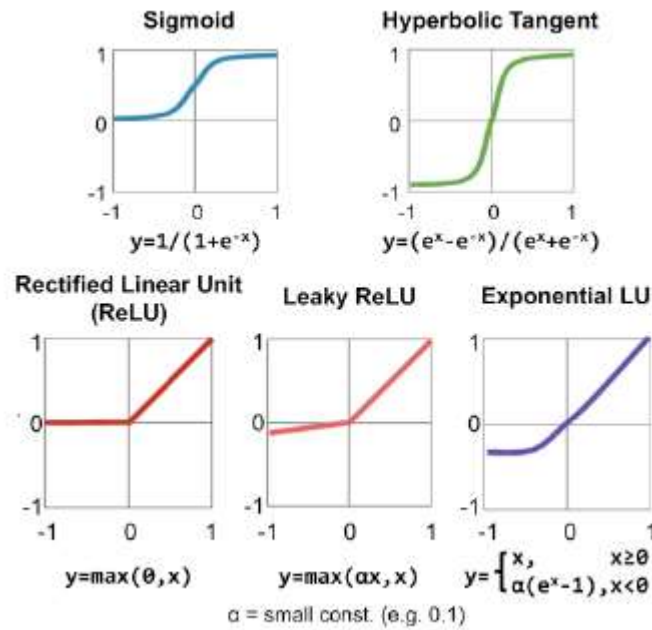 Sigmoid
1
0
-1
-1 0 1
y=1/(1+e⁻ˣ)
Hyperbolic Tangent
1
0
-1
-1 0 1
y=(eˣ-e⁻ˣ)/(eˣ+e⁻ˣ)
Rectified Linear Unit
(ReLU)
1
0
-1
-1 0 1
y=max(0,x)
Leaky ReLU
1
0
-1
-1 0 1
y=max(αx,x)
Exponential LU
1
0
-1
-1 0 1
y={x, x≥0
α(eˣ-1),x<0
α = small const. (e.g. 0.1)